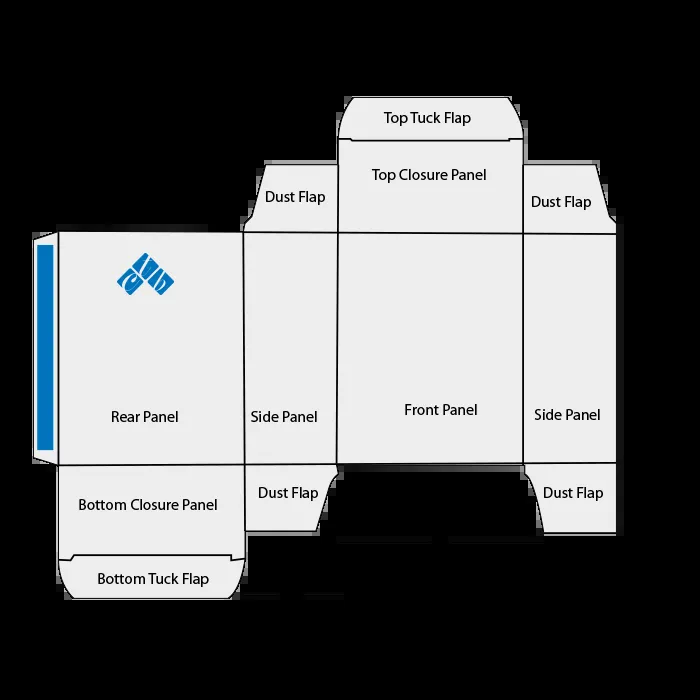 Top Tuck Flap
Top Closure Panel
Dust Flap
Dust Flap
Rear Panel
Side Panel
Front Panel
Side Panel
Bottom Closure Panel
Dust Flap
Dust Flap
Bottom Tuck Flap